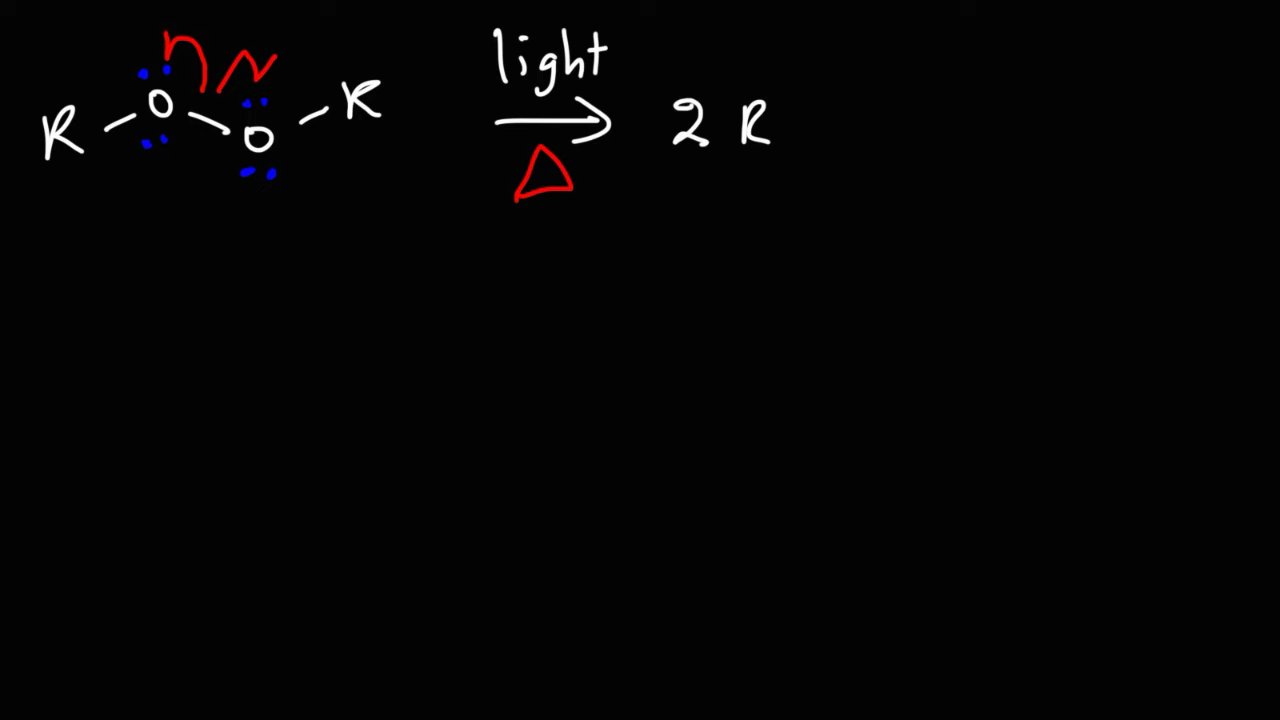 light
R - O - O - R → 2 R
Δ